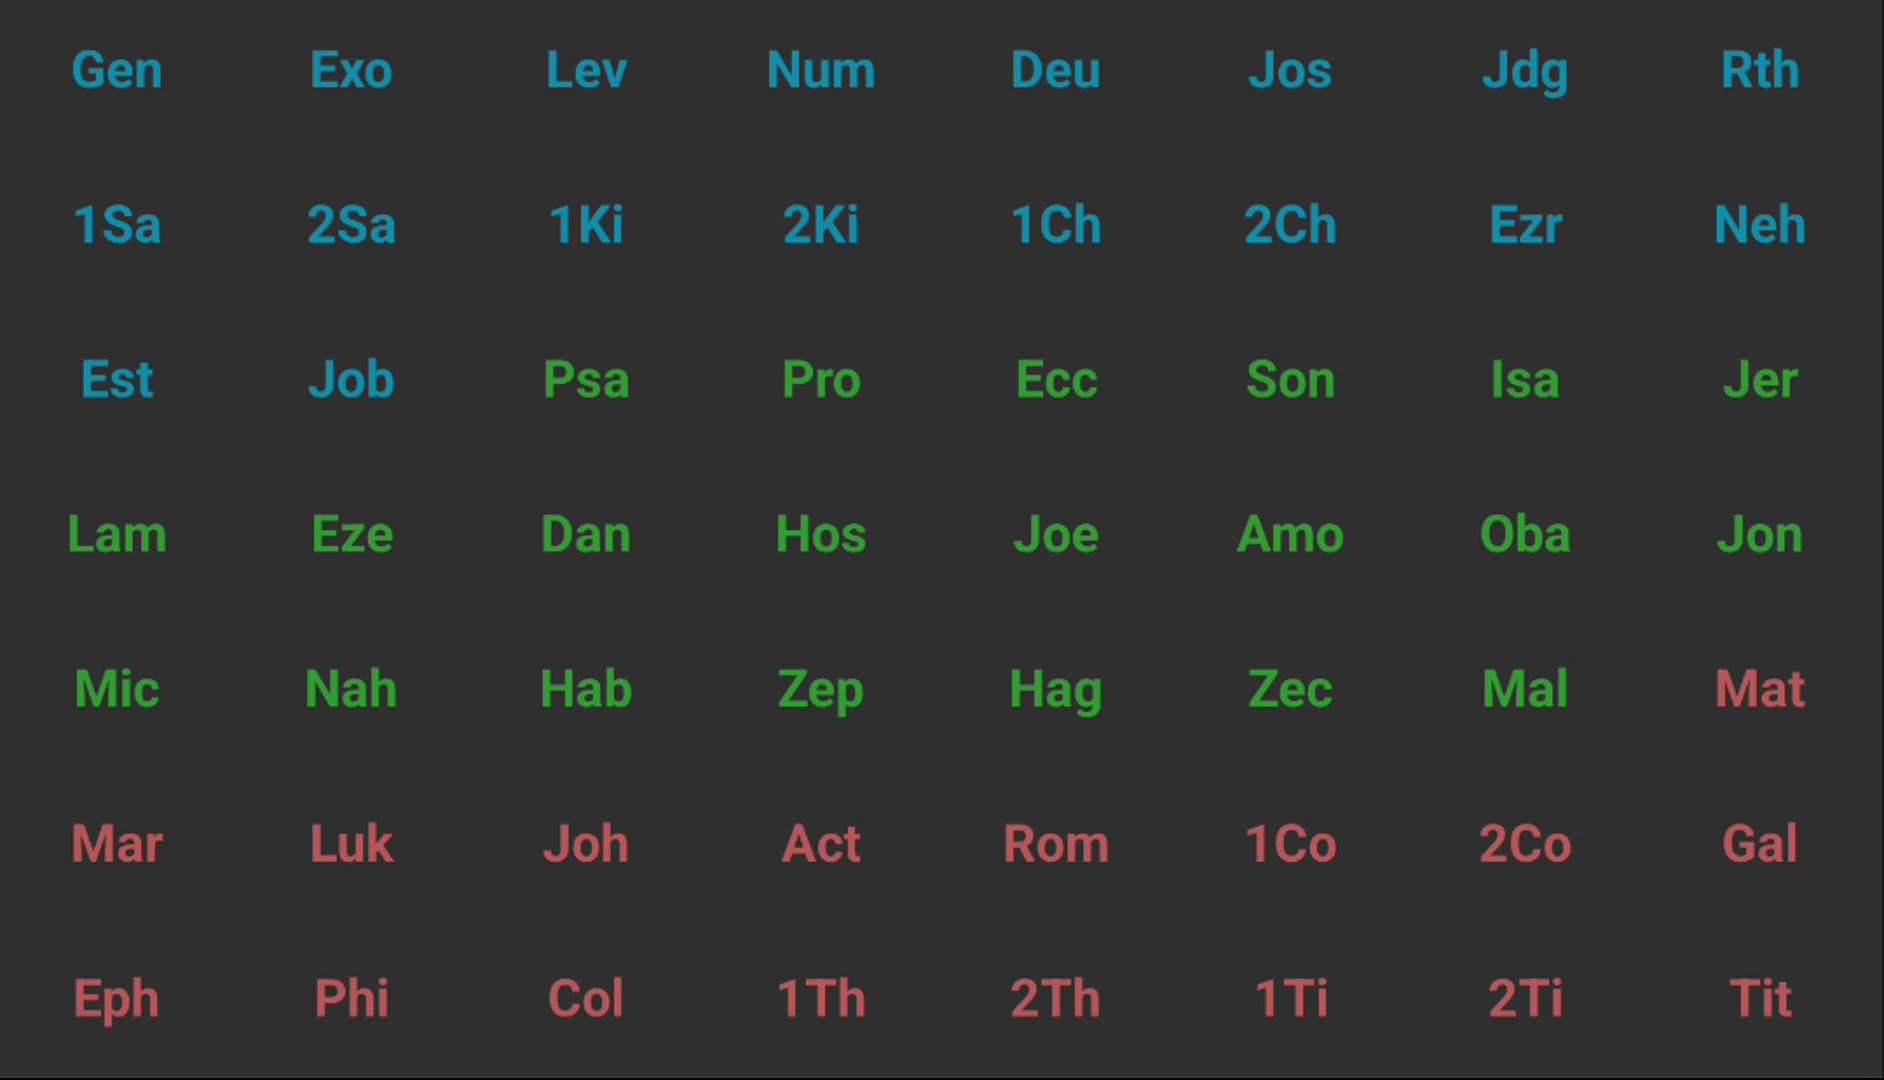 Gen Exo Lev Num Deu Jos Jdg Rth
1Sa 2Sa 1Ki 2Ki 1Ch 2Ch Ezr Neh
Est Job Psa Pro Ecc Son Isa Jer
Lam Eze Dan Hos Joe Amo Oba Jon
Mic Nah Hab Zep Hag Zec Mal Mat
Mar Luk Joh Act Rom 1Co 2Co Gal
Eph Phi Col 1Th 2Th 1Ti 2Ti Tit